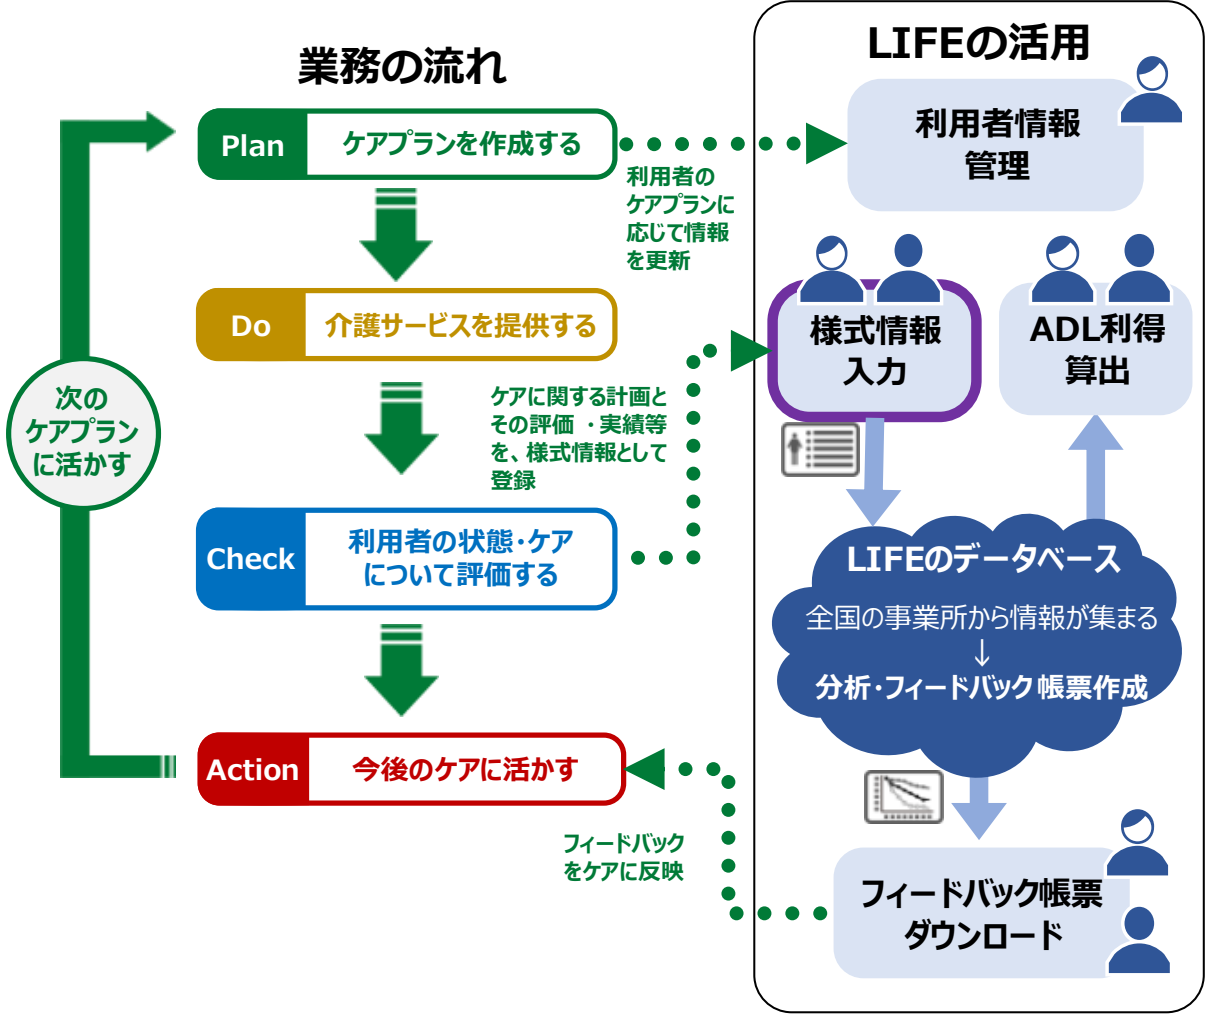 業務の流れ
Plan
ケアプランを作成する
利用者の
ケアプランに
応じて情報
を更新
Do
介護サービスを提供する
ケアに関する計画と
その評価 ・実績等
を、様式情報として
登録
Check
利用者の状態・ケア
について評価する
Action
今後のケアに活かす
フィードバック
をケアに反映
次の
ケアプラン
に活かす
LIFEの活用
利用者情報
管理
様式情報
入力
ADL利得
算出
LIFEのデータベース
全国の事業所から情報が集まる
↓
分析・フィードバック帳票作成
フィードバック帳票
ダウンロード